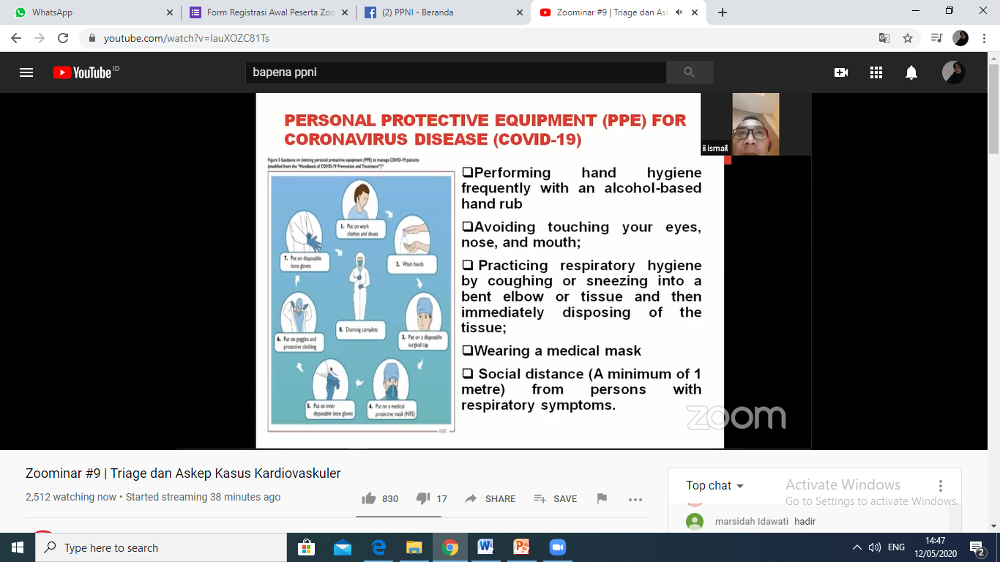 WhatsApp
Form Registrasi Awal Peserta Zoo
(2) PPNI - Beranda
Zoominar #9 | Triage dan As
youtube.com/watch?v=IauXOZC81Ts
YouTube ID
bapena ppni
PERSONAL PROTECTIVE EQUIPMENT (PPE) FOR
CORONAVIRUS DISEASE (COVID-19)
ii ismail
Figure 5 Guidance on donning personal protective equipment (PPE) to manage COVID-19 patients
(modified from the "Handbook of COVID-19 Prevention and Treatment")
1. Put on work
clothes and shoes
2. Wash hands
3. Put on a disposable
surgical cap
4. Put on a medical
protective mask (N95)
5. Put on inner
disposable latex gloves
6. Put on goggles and
protective clothing
7. Put on disposable
latex gloves
8. Donning complete
❑Performing hand hygiene
frequently with an alcohol-based
hand rub
❑Avoiding touching your eyes,
nose, and mouth;
❑ Practicing respiratory hygiene
by coughing or sneezing into a
bent elbow or tissue and then
immediately disposing of the
tissue;
❑Wearing a medical mask
❑ Social distance (A minimum of 1
metre) from persons with
respiratory symptoms.
zoom
Zoominar #9 | Triage dan Askep Kasus Kardiovaskuler
2,512 watching now • Started streaming 38 minutes ago
830
17
SHARE
SAVE
Top chat
marsidah Idawati hadir
Activate Windows
Go to Settings to activate Windows.
Type here to search
ENG
14:47
12/05/2020
2